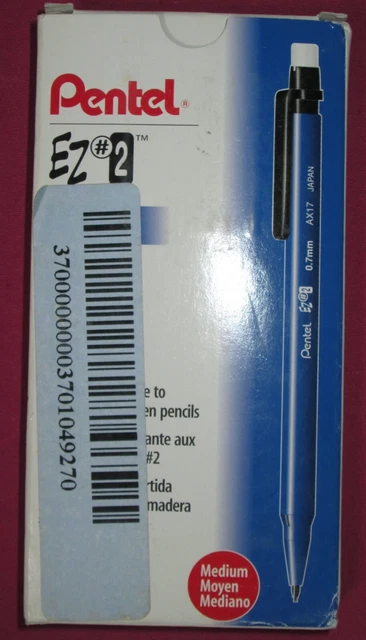 Pentel®
EZ#2™
e to
en pencils
ante aux
#2
rtida
madera
3700000003701049270
Pentel EZ#2 0.7mm AX17 JAPAN
Medium
Moyen
Mediano